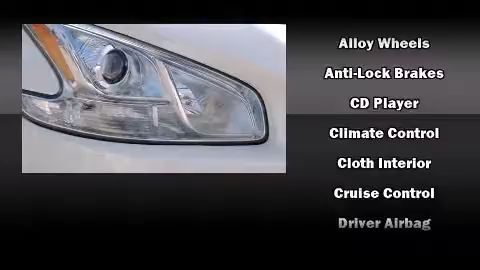 Alloy Wheels
Anti-Lock Brakes
CD Player
Climate Control
Cloth Interior
Cruise Control
Driver Airbag